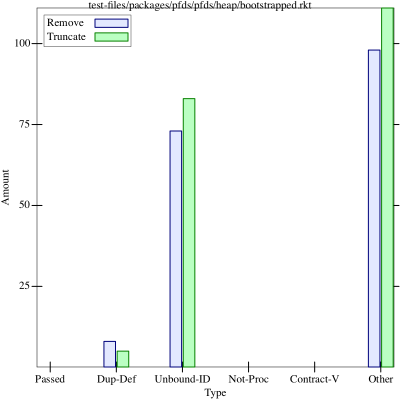 test-files/packages/pfds/pfds/heap/bootstrapped.rkt
Remove
Truncate
100
75
50
25
Amount
Passed Dup-Def Unbound-ID Not-Proc Contract-V Other
Type